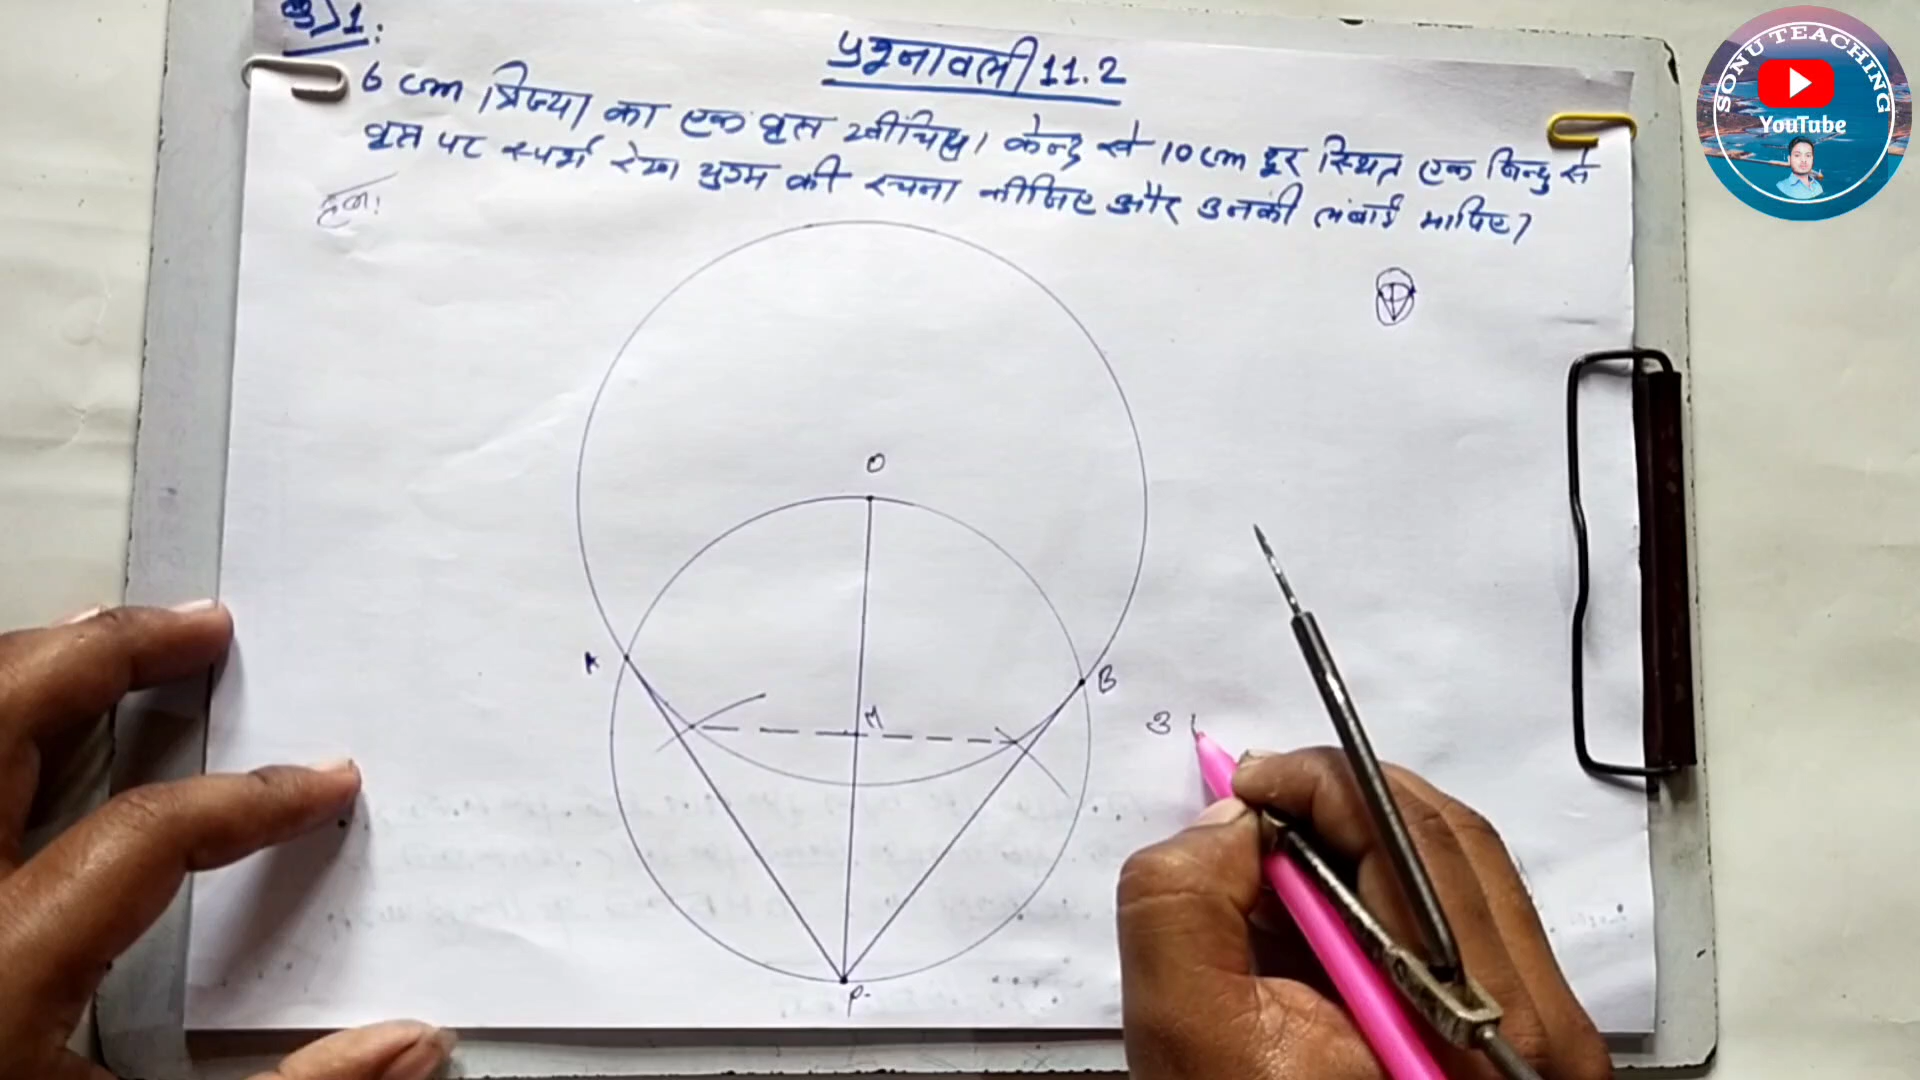 प्र>1:
प्रश्नावली 11.2
6 cm त्रिज्या का एक वृत्त खींचिए। केन्द्र से 10 cm दूर स्थित एक बिन्दु से
वृत्त पर स्पर्श रेखा युग्म की रचना कीजिए और उनकी लंबाई मापिए।
हल:
O
A
B
M
P.
SONU TEACHING
YouTube